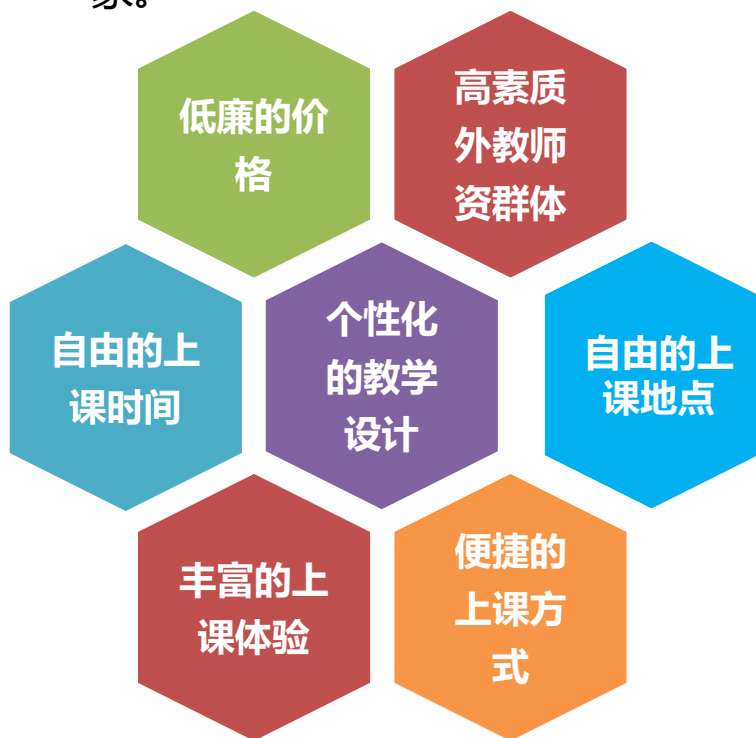 低廉的价
格
高素质
外教师
资群体
自由的上
课时间
个性化
的教学
设计
自由的上
课地点
丰富的上
课体验
便捷的
上课方
式